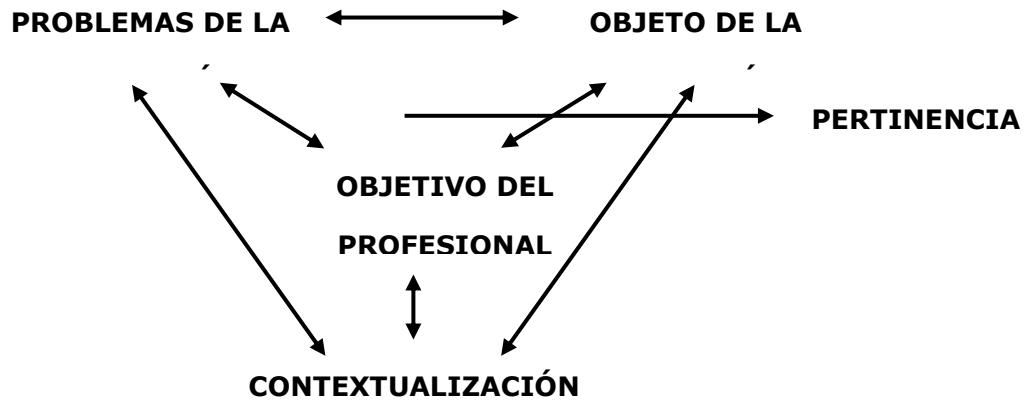 PROBLEMAS DE LA
OBJETO DE LA
PERTINENCIA
OBJETIVO DEL
PROFESIONAL
CONTEXTUALIZACIÓN